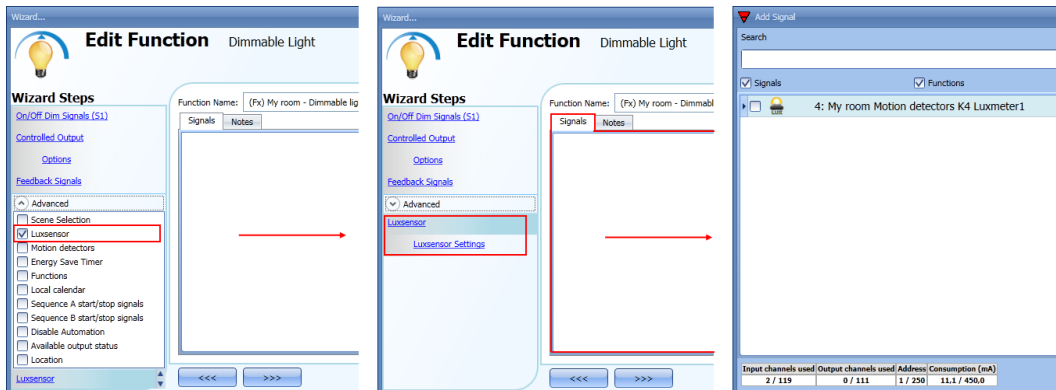 Wizard...
Edit Function Dimmable Light
Wizard Steps
On/Off Dim Signals (S1)
Controlled Output
Options
Feedback Signals
Advanced
Scene Selection
Luxsensor
Motion detectors
Energy Save Timer
Functions
Local calendar
Sequence A start/stop signals
Sequence B start/stop signals
Disable Automation
Available output status
Location
Luxsensor
Function Name: (Fx) My room - Dimmable lig
Signals Notes
<<< >>>
Wizard...
Edit Function Dimmable Light
Wizard Steps
On/Off Dim Signals (S1)
Controlled Output
Options
Feedback Signals
Advanced
Luxsensor
Luxsensor Settings
Function Name: (Fx) My room - Dimmabl
Signals Notes
<<< >>>
Add Signal
Search
Signals Functions
LUX 4: My room Motion detectors K4 Luxmeter1
Input channels used Output channels used Address Consumption (mA)
2 / 119 0 / 111 1 / 250 11,1 / 450,0